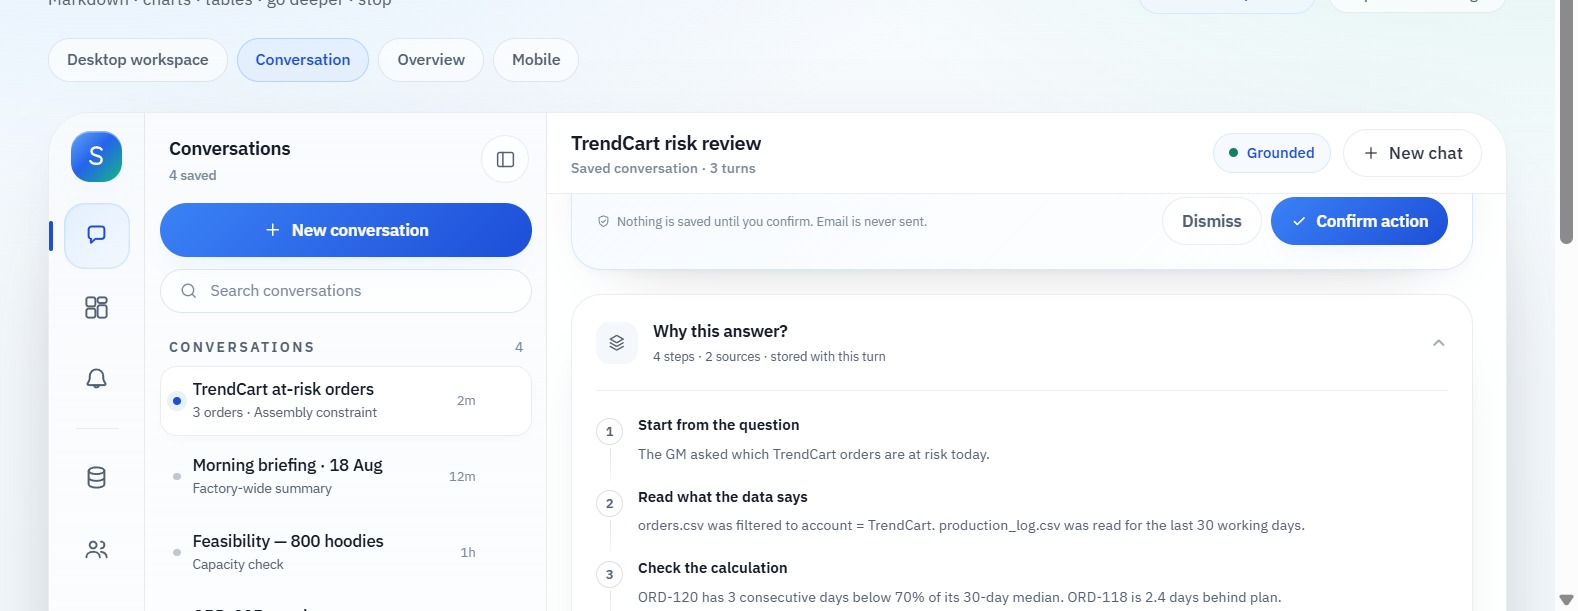 Markdown · charts · tables · go deeper · stop
Desktop workspace
Conversation
Overview
Mobile
S
Conversations
4 saved
New conversation
Search conversations
CONVERSATIONS
4
TrendCart at-risk orders
3 orders · Assembly constraint
2m
Morning briefing · 18 Aug
Factory-wide summary
12m
Feasibility — 800 hoodies
Capacity check
1h
TrendCart risk review
Saved conversation · 3 turns
Grounded
New chat
Nothing is saved until you confirm. Email is never sent.
Dismiss
Confirm action
Why this answer?
4 steps · 2 sources · stored with this turn
1
Start from the question
The GM asked which TrendCart orders are at risk today.
2
Read what the data says
orders.csv was filtered to account = TrendCart. production_log.csv was read for the last 30 working days.
3
Check the calculation
ORD-120 has 3 consecutive days below 70% of its 30-day median. ORD-118 is 2.4 days behind plan.